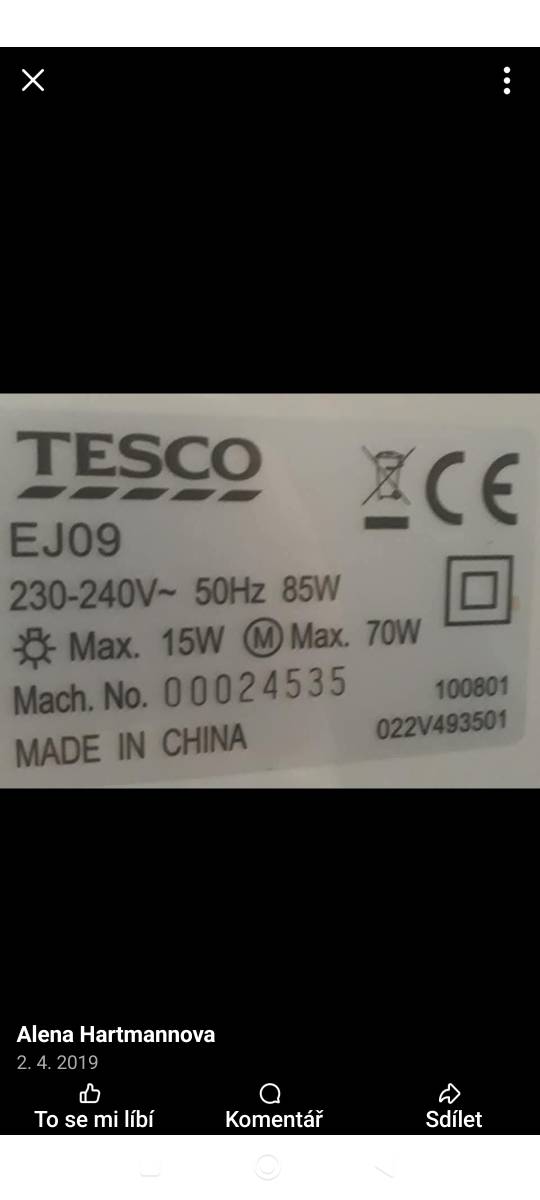 TESCO
CE
EJ09
230-240V~ 50Hz 85W
Max. 15W M Max. 70W
Mach. No. 00024535
100801
MADE IN CHINA
022V493501
Alena Hartmannova
2. 4. 2019
To se mi líbí
Komentář
Sdílet